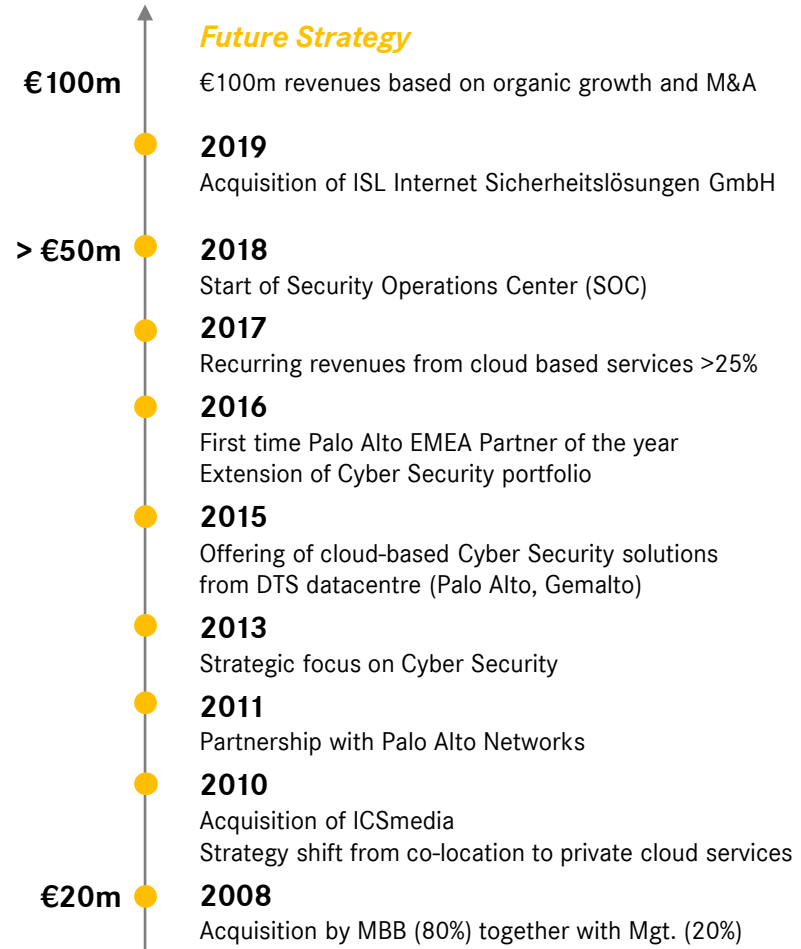 Future Strategy
€100m
€100m revenues based on organic growth and M&A
2019
Acquisition of ISL Internet Sicherheitslösungen GmbH
> €50m
2018
Start of Security Operations Center (SOC)
2017
Recurring revenues from cloud based services >25%
2016
First time Palo Alto EMEA Partner of the year
Extension of Cyber Security portfolio
2015
Offering of cloud-based Cyber Security solutions
from DTS datacentre (Palo Alto, Gemalto)
2013
Strategic focus on Cyber Security
2011
Partnership with Palo Alto Networks
2010
Acquisition of ICSmedia
Strategy shift from co-location to private cloud services
€20m
2008
Acquisition by MBB (80%) together with Mgt. (20%)